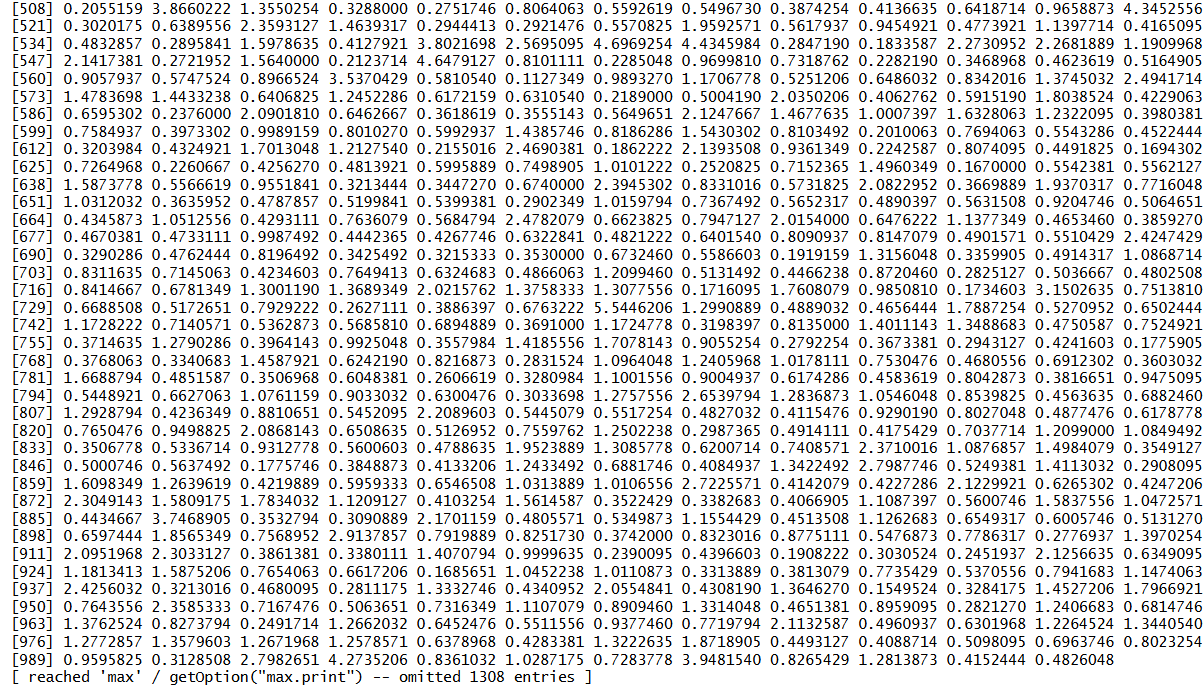 [508] 0.2055159 3.8660222 1.3550254 0.3288000 0.2751746 0.8064063 0.5592619 0.5496730 0.3874254 0.4136635 0.6418714 0.9658873 4.3452556
[521] 0.3020175 0.6389556 2.3593127 1.4639317 0.2944413 0.2921476 0.5570825 1.9592571 0.5617937 0.9454921 0.4773921 1.1397714 0.4165095
[534] 0.4832857 0.2895841 1.5978635 0.4127921 3.8021698 2.5695095 4.6969254 4.4345984 0.2847190 0.1833587 2.2730952 2.2681889 1.1909968
[547] 2.1417381 0.2721952 1.5640000 0.2123714 4.6479127 0.8101111 0.2285048 0.9699810 0.7318762 0.2282190 0.3468968 0.4623619 0.5164905
[560] 0.9057937 0.5747524 0.8966524 3.5370429 0.5810540 0.1127349 0.9893270 1.1706778 0.5251206 0.6486032 0.8342016 1.3745032 2.4941714
[573] 1.4783698 1.4433238 0.6406825 1.2452286 0.6172159 0.6310540 0.2189000 0.5004190 2.0350206 0.4062762 0.5915190 1.8038524 0.4229063
[586] 0.6595302 0.2376000 2.0901810 0.6462667 0.3618619 0.3555143 0.5649651 2.1247667 1.4677635 1.0007397 1.6328063 1.2322095 0.3980381
[599] 0.7584937 0.3973302 0.9989159 0.8010270 0.5992937 1.4385746 0.8186286 1.5430302 0.8103492 0.2010063 0.7694063 0.5543286 0.4522444
[612] 0.3203984 0.4324921 1.7013048 1.2127540 0.2155016 2.4690381 0.1862222 2.1393508 0.9361349 0.2242587 0.8074095 0.4491825 0.1694302
[625] 0.7264968 0.2260667 0.4256270 0.4813921 0.5995889 0.7498905 1.0101222 0.2520825 0.7152365 1.4960349 0.1670000 0.5542381 0.5562127
[638] 1.5873778 0.5566619 0.9551841 0.3213444 0.3447270 0.6740000 2.3945302 0.8331016 0.5731825 2.0822952 0.3669889 1.9370317 0.7716048
[651] 1.0312032 0.3635952 0.4787857 0.5199841 0.5399381 0.2902349 1.0159794 0.7367492 0.5652317 0.4890397 0.5631508 0.9204746 0.5064651
[664] 0.4345873 1.0512556 0.4293111 0.7636079 0.5684794 2.4782079 0.6623825 0.7947127 2.0154000 0.6476222 1.1377349 0.4653460 0.3859270
[677] 0.4670381 0.4733111 0.9987492 0.4442365 0.4267746 0.6322841 0.4821222 0.6401540 0.8090937 0.8147079 0.4901571 0.5510429 2.4247429
[690] 0.3290286 0.4762444 0.8196492 0.3425492 0.3215333 0.3530000 0.6732460 0.5586603 0.1919159 1.3156048 0.3359905 0.4914317 1.0868714
[703] 0.8311635 0.7145063 0.4234603 0.7649413 0.6324683 0.4866063 1.2099460 0.5131492 0.4466238 0.8720460 0.2825127 0.5036667 0.4802508
[716] 0.8414667 0.6781349 1.3001190 1.3689349 2.0215762 1.3758333 1.3077556 0.1716095 1.7608079 0.9850810 0.1734603 3.1502635 0.7513810
[729] 0.6688508 0.5172651 0.7929222 0.2627111 0.3886397 0.6763222 5.5446206 1.2990889 0.4889032 0.4656444 1.7887254 0.5270952 0.6502444
[742] 1.1728222 0.7140571 0.5362873 0.5685810 0.6894889 0.3691000 1.1724778 0.3198397 0.8135000 1.4011143 1.3488683 0.4750587 0.7524921
[755] 0.3714635 1.2790286 0.3964143 0.9925048 0.3557984 1.4185556 1.7078143 0.9055254 0.2792254 0.3673381 0.2943127 0.4241603 0.1775905
[768] 0.3768063 0.3340683 1.4587921 0.6242190 0.8216873 0.2831524 1.0964048 1.2405968 1.0178111 0.7530476 0.4680556 0.6912302 0.3603032
[781] 1.6688794 0.4851587 0.3506968 0.6048381 0.2606619 0.3280984 1.1001556 0.9004937 0.6174286 0.4583619 0.8042873 0.3816651 0.9475095
[794] 0.5448921 0.6627063 1.0761159 0.9033032 0.6300476 0.3033698 1.2757556 2.6539794 1.2836873 1.0546048 0.8539825 0.4563635 0.6882460
[807] 1.2928794 0.4236349 0.8810651 0.5452095 2.2089603 0.5445079 0.5517254 0.4827032 0.4115476 0.9290190 0.8027048 0.4877476 0.6178778
[820] 0.7650476 0.9498825 2.0868143 0.6508635 0.5126952 0.7559762 1.2502238 0.2987365 0.4914111 0.4175429 0.7037714 1.2099000 1.0849492
[833] 0.3506778 0.5336714 0.9312778 0.5600603 0.4788635 1.9523889 1.3085778 0.6200714 0.7408571 2.3710016 1.0876857 1.4984079 0.3549127
[846] 0.5000746 0.5637492 0.1775746 0.3848873 0.4133206 1.2433492 0.6881746 0.4084937 1.3422492 2.7987746 0.5249381 1.4113032 0.2908095
[859] 1.6098349 1.2639619 0.4219889 0.5959333 0.6546508 1.0313889 1.0106556 2.7225571 0.4142079 0.4227286 2.1229921 0.6265302 0.4247206
[872] 2.3049143 1.5809175 1.7834032 1.1209127 0.4103254 1.5614587 0.3522429 0.3382683 0.4066905 1.1087397 0.5600746 1.5837556 1.0472571
[885] 0.4434667 3.7468905 0.3532794 0.3090889 2.1701159 0.4805571 0.5349873 1.1554429 0.4513508 1.1262683 0.6549317 0.6005746 0.5131270
[898] 0.6597444 1.8565349 0.7568952 2.9137857 0.7919889 0.8251730 0.3742000 0.8323016 0.8775111 0.5476873 0.7786317 0.2776937 1.3970254
[911] 2.0951968 2.3033127 0.3861381 0.3380111 1.4070794 0.9999635 0.2390095 0.4396603 0.1908222 0.3030524 0.2451937 2.1256635 0.6349095
[924] 1.1813413 1.5875206 0.7654063 0.6617206 0.1685651 1.0452238 1.0110873 0.3313889 0.3813079 0.7735429 0.5370556 0.7941683 1.1474063
[937] 2.4256032 0.3213016 0.4680095 0.2811175 1.3332746 0.4340952 2.0554841 0.4308190 1.3646270 0.1549524 0.3284175 1.4527206 1.7966921
[950] 0.7643556 2.3585333 0.7167476 0.5063651 0.7316349 1.1107079 0.8909460 1.3314048 0.4651381 0.8959095 0.2821270 1.2406683 0.6814746
[963] 1.3762524 0.8273794 0.2491714 1.2662032 0.6452476 0.5511556 0.9377460 0.7719794 2.1132587 0.4960937 0.6301968 1.2264524 1.3440540
[976] 1.2772857 1.3579603 1.2671968 1.2578571 0.6378968 0.4283381 1.3222635 1.8718905 0.4493127 0.4088714 0.5098095 0.6963746 0.8023254
[989] 0.9595825 0.3128508 2.7982651 4.2735206 0.8361032 1.0287175 0.7283778 3.9481540 0.8265429 1.2813873 0.4152444 0.4826048
[ reached 'max' / getOption("max.print") -- omitted 1308 entries ]